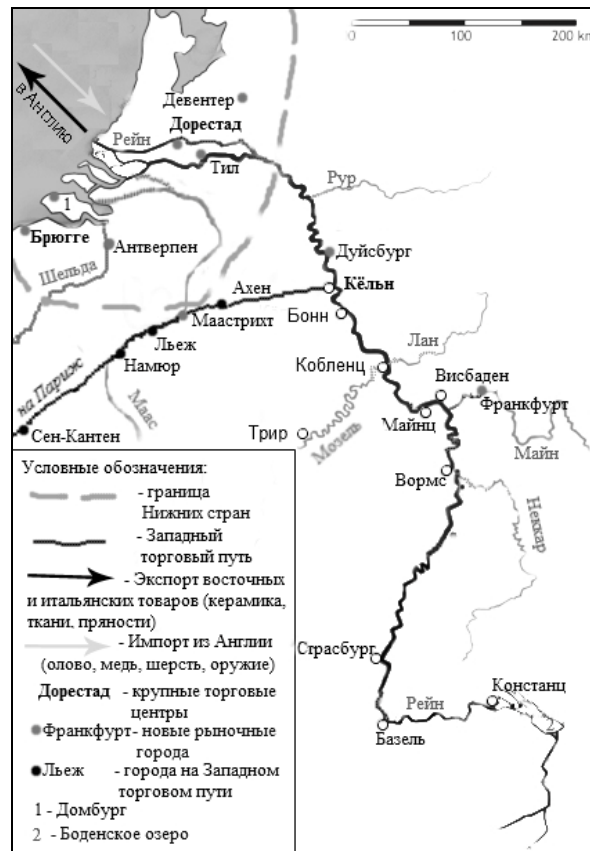 0 100 200 km
в Англию
Девентер
Дорестад
Рейн
Тил
Рур
1
Брюгге
Антверпен
Шельда
Дуйсбург
Кёльн
Ахен
Маастрихт
Бонн
Льеж
Намюр
на Париж
Маас
Лан
Кобленц
Висбаден
Франкфурт
Майнц
Сен-Кантен
Трир
Мозель
Майн
Вормс
Неккар
Страсбург
Констанц
Рейн
Базель
Условные обозначения:
- граница
Нижних стран
- Западный
торговый путь
- Экспорт восточных
и итальянских товаров (керамика,
ткани, пряности)
- Импорт из Англии
(олово, медь, шерсть, оружие)
Дорестад - крупные торговые
центры
Франкфурт- новые рыночные
города
Льеж - города на Западном
торговом пути
1 - Домбург
2 - Боденское озеро